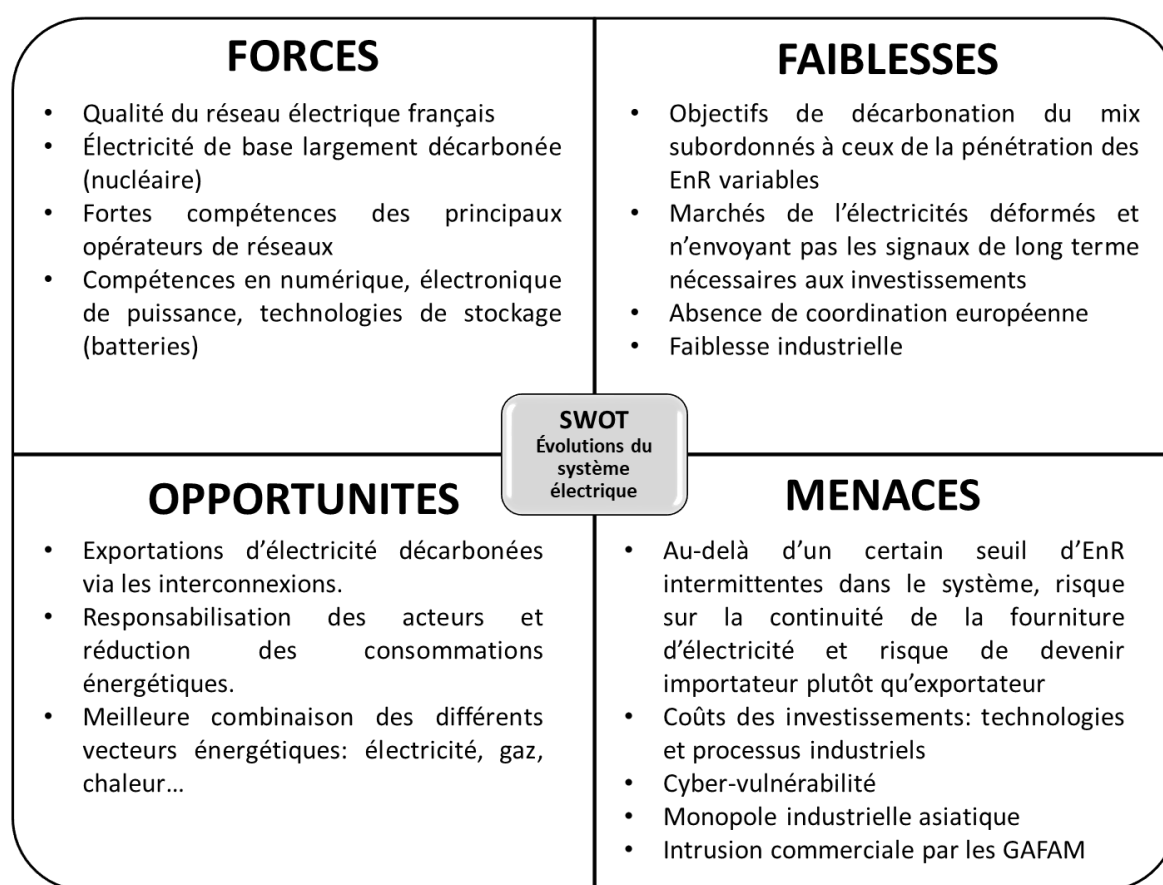 FORCES
• Qualité du réseau électrique français
• Électricité de base largement décarbonée
(nucléaire)
• Fortes compétences des principaux
opérateurs de réseaux
• Compétences en numérique, électronique
de puissance, technologies de stockage
(batteries)
FAIBLESSES
• Objectifs de décarbonation du mix
subordonnés à ceux de la pénétration des
EnR variables
• Marchés de l’électricités déformés et
n’envoyant pas les signaux de long terme
nécessaires aux investissements
• Absence de coordination européenne
• Faiblesse industrielle
SWOT
Évolutions du
système
électrique
OPPORTUNITES
• Exportations d’électricité décarbonées
via les interconnexions.
• Responsabilisation des acteurs et
réduction des consommations
énergétiques.
• Meilleure combinaison des différents
vecteurs énergétiques: électricité, gaz,
chaleur…
MENACES
• Au-delà d’un certain seuil d’EnR
intermittentes dans le système, risque
sur la continuité de la fourniture
d’électricité et risque de devenir
importateur plutôt qu’exportateur
• Coûts des investissements: technologies
et processus industriels
• Cyber-vulnérabilité
• Monopole industrielle asiatique
• Intrusion commerciale par les GAFAM